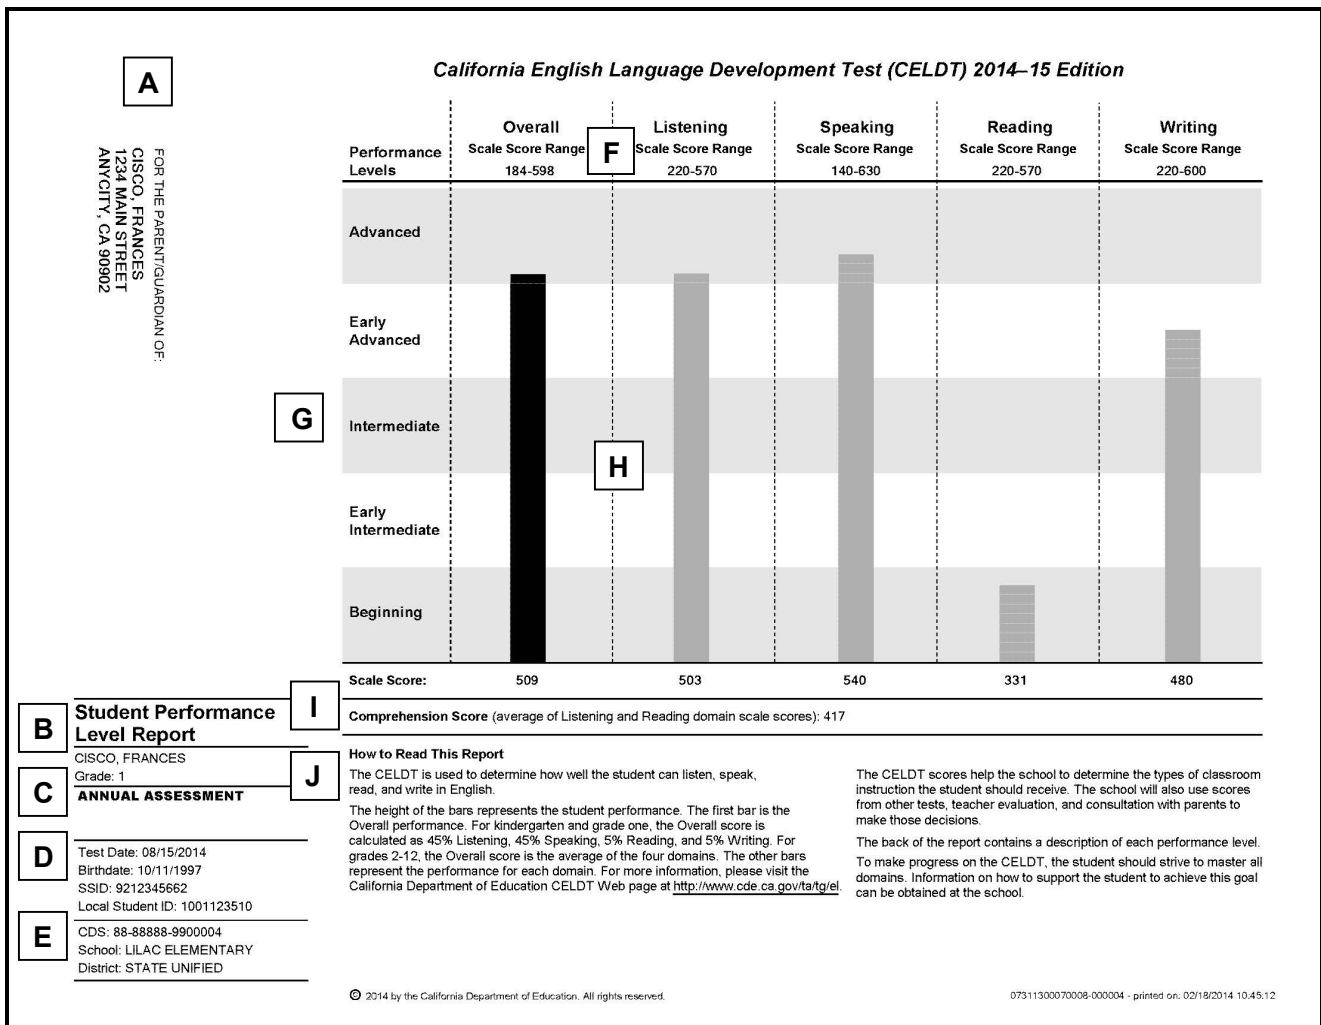 A
FOR THE PARENT/GUARDIAN OF:
CISCO, FRANCES
1234 MAIN STREET
ANYCITY, CA 90902
California English Language Development Test (CELDT) 2014–15 Edition
Performance
Levels
Overall
Scale Score Range
184-598
F
Listening
Scale Score Range
220-570
Speaking
Scale Score Range
140-630
Reading
Scale Score Range
220-570
Writing
Scale Score Range
220-600
Advanced
Early
Advanced
G
Intermediate
H
Early
Intermediate
Beginning
Scale Score: 509 503 540 331 480
I
Comprehension Score (average of Listening and Reading domain scale scores): 417
B
Student Performance
Level Report
CISCO, FRANCES
Grade: 1
C
ANNUAL ASSESSMENT
D
Test Date: 08/15/2014
Birthdate: 10/11/1997
SSID: 9212345662
Local Student ID: 1001123510
E
CDS: 88-88888-9900004
School: LILAC ELEMENTARY
District: STATE UNIFIED
J
How to Read This Report
The CELDT is used to determine how well the student can listen, speak,
read, and write in English.
The height of the bars represents the student performance. The first bar is the
Overall performance. For kindergarten and grade one, the Overall score is
calculated as 45% Listening, 45% Speaking, 5% Reading, and 5% Writing. For
grades 2-12, the Overall score is the average of the four domains. The other bars
represent the performance for each domain. For more information, please visit the
California Department of Education CELDT Web page at http://www.cde.ca.gov/ta/tg/el.
The CELDT scores help the school to determine the types of classroom
instruction the student should receive. The school will also use scores
from other tests, teacher evaluation, and consultation with parents to
make those decisions.
The back of the report contains a description of each performance level.
To make progress on the CELDT, the student should strive to master all
domains. Information on how to support the student to achieve this goal
can be obtained at the school.
© 2014 by the California Department of Education. All rights reserved.
07311300070008-000004 - printed on: 02/18/2014 10:45:12